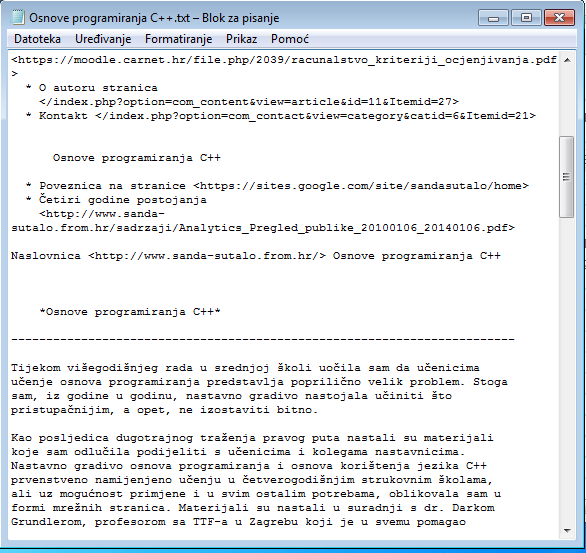 Osnove programiranja C++.txt – Blok za pisanje
Datoteka Uređivanje Formatiranje Prikaz Pomoć
<https://moodle.carnet.hr/file.php/2039/racunalstvo_kriteriji_ocjenjivanja.pdf
>
* O autoru stranica
</index.php?option=com_content&view=article&id=11&Itemid=27>
* Kontakt </index.php?option=com_contact&view=category&catid=6&Itemid=21>
Osnove programiranja C++
* Poveznica na stranice <https://sites.google.com/site/sandasutalo/home>
* Četiri godine postojanja
<http://www.sanda-
sutalo.from.hr/sadrzaji/Analytics_Pregled_publike_20100106_20140106.pdf>
Naslovnica <http://www.sanda-sutalo.from.hr/> Osnove programiranja C++
*Osnove programiranja C++*
------------------------------------------------------------------------
Tijekom višegodišnjeg rada u srednjoj školi uočila sam da učenicima
učenje osnova programiranja predstavlja poprilično velik problem. Stoga
sam, iz godine u godinu, nastavno gradivo nastojala učiniti što
pristupačnijim, a opet, ne izostaviti bitno.
Kao posljedica dugotrajnog traženja pravog puta nastali su materijali
koje sam odlučila podijeliti s učenicima i kolegama nastavnicima.
Nastavno gradivo osnova programiranja i osnova korištenja jezika C++
prvenstveno namijenjeno učenju u četverogodišnjim strukovnim školama,
ali uz mogućnost primjene i u svim ostalim potrebama, oblikovala sam u
formi mrežnih stranica. Materijali su nastali u suradnji s dr. Darkom
Grundlerom, profesorom sa TTF-a u Zagrebu koji je u svemu pomagao